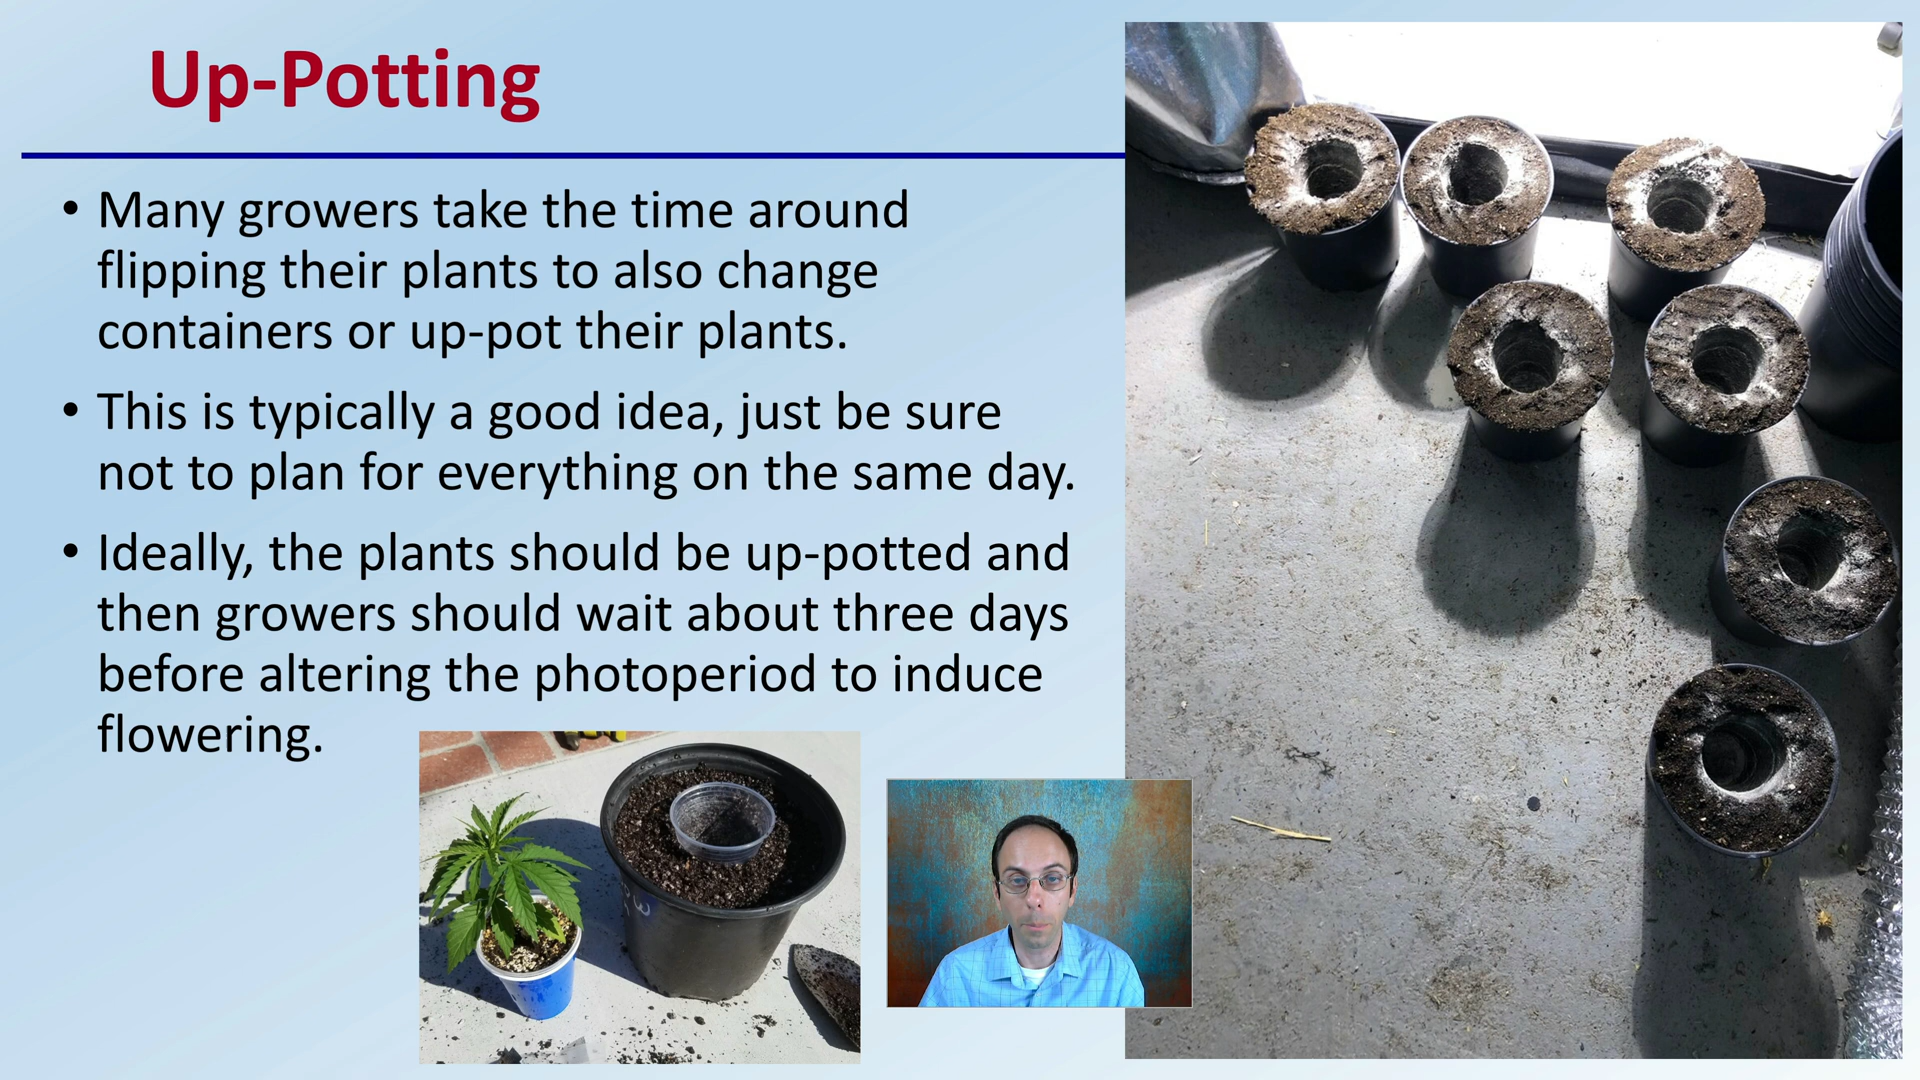 Up-Potting
• Many growers take the time around
flipping their plants to also change
containers or up-pot their plants.
• This is typically a good idea, just be sure
not to plan for everything on the same day.
• Ideally, the plants should be up-potted and
then growers should wait about three days
before altering the photoperiod to induce
flowering.